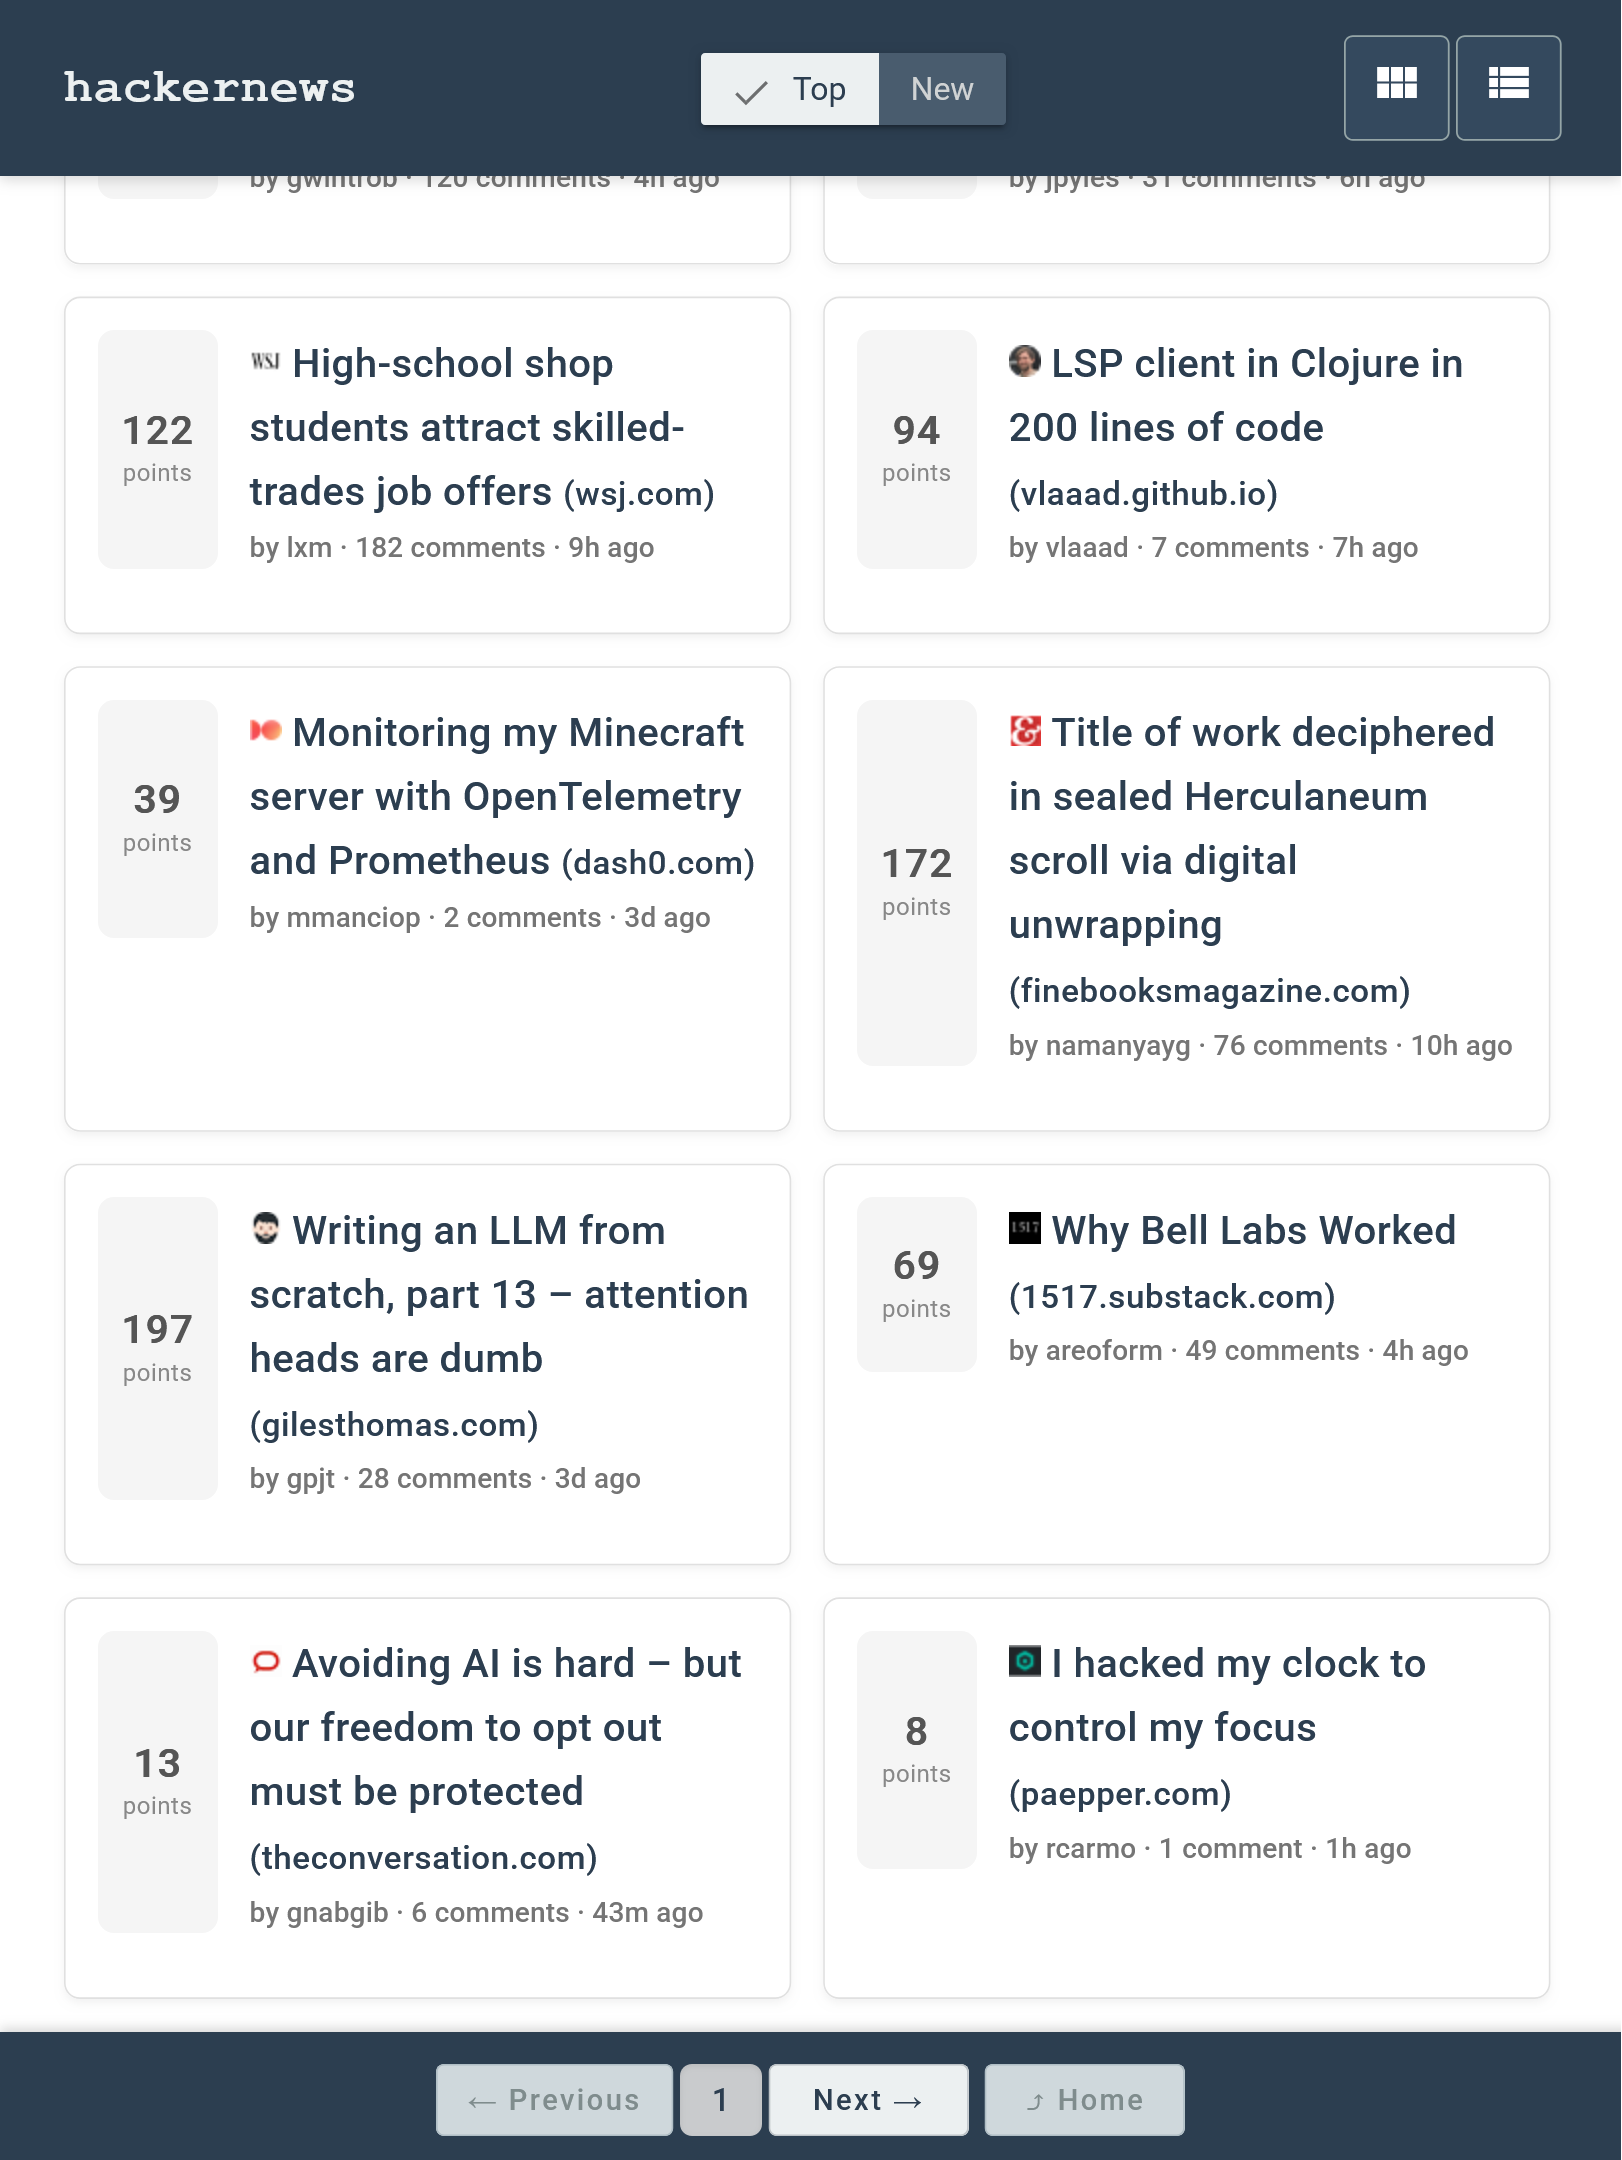 hackernews
Top
New
by gwintrob · 120 comments · 4h ago
by jpyles · 31 comments · 6h ago
122
points
WSJ High-school shop
students attract skilled-
trades job offers (wsj.com)
by lxm · 182 comments · 9h ago
94
points
LSP client in Clojure in
200 lines of code
(vlaaad.github.io)
by vlaaad · 7 comments · 7h ago
39
points
Monitoring my Minecraft
server with OpenTelemetry
and Prometheus (dash0.com)
by mmanciop · 2 comments · 3d ago
172
points
& Title of work deciphered
in sealed Herculaneum
scroll via digital
unwrapping
(finebooksmagazine.com)
by namanyayg · 76 comments · 10h ago
197
points
Writing an LLM from
scratch, part 13 – attention
heads are dumb
(gilesthomas.com)
by gpjt · 28 comments · 3d ago
69
points
1517 Why Bell Labs Worked
(1517.substack.com)
by areoform · 49 comments · 4h ago
13
points
Avoiding AI is hard – but
our freedom to opt out
must be protected
(theconversation.com)
by gnabgib · 6 comments · 43m ago
8
points
I hacked my clock to
control my focus
(paepper.com)
by rcarmo · 1 comment · 1h ago
← Previous
1
Next →
⤴ Home